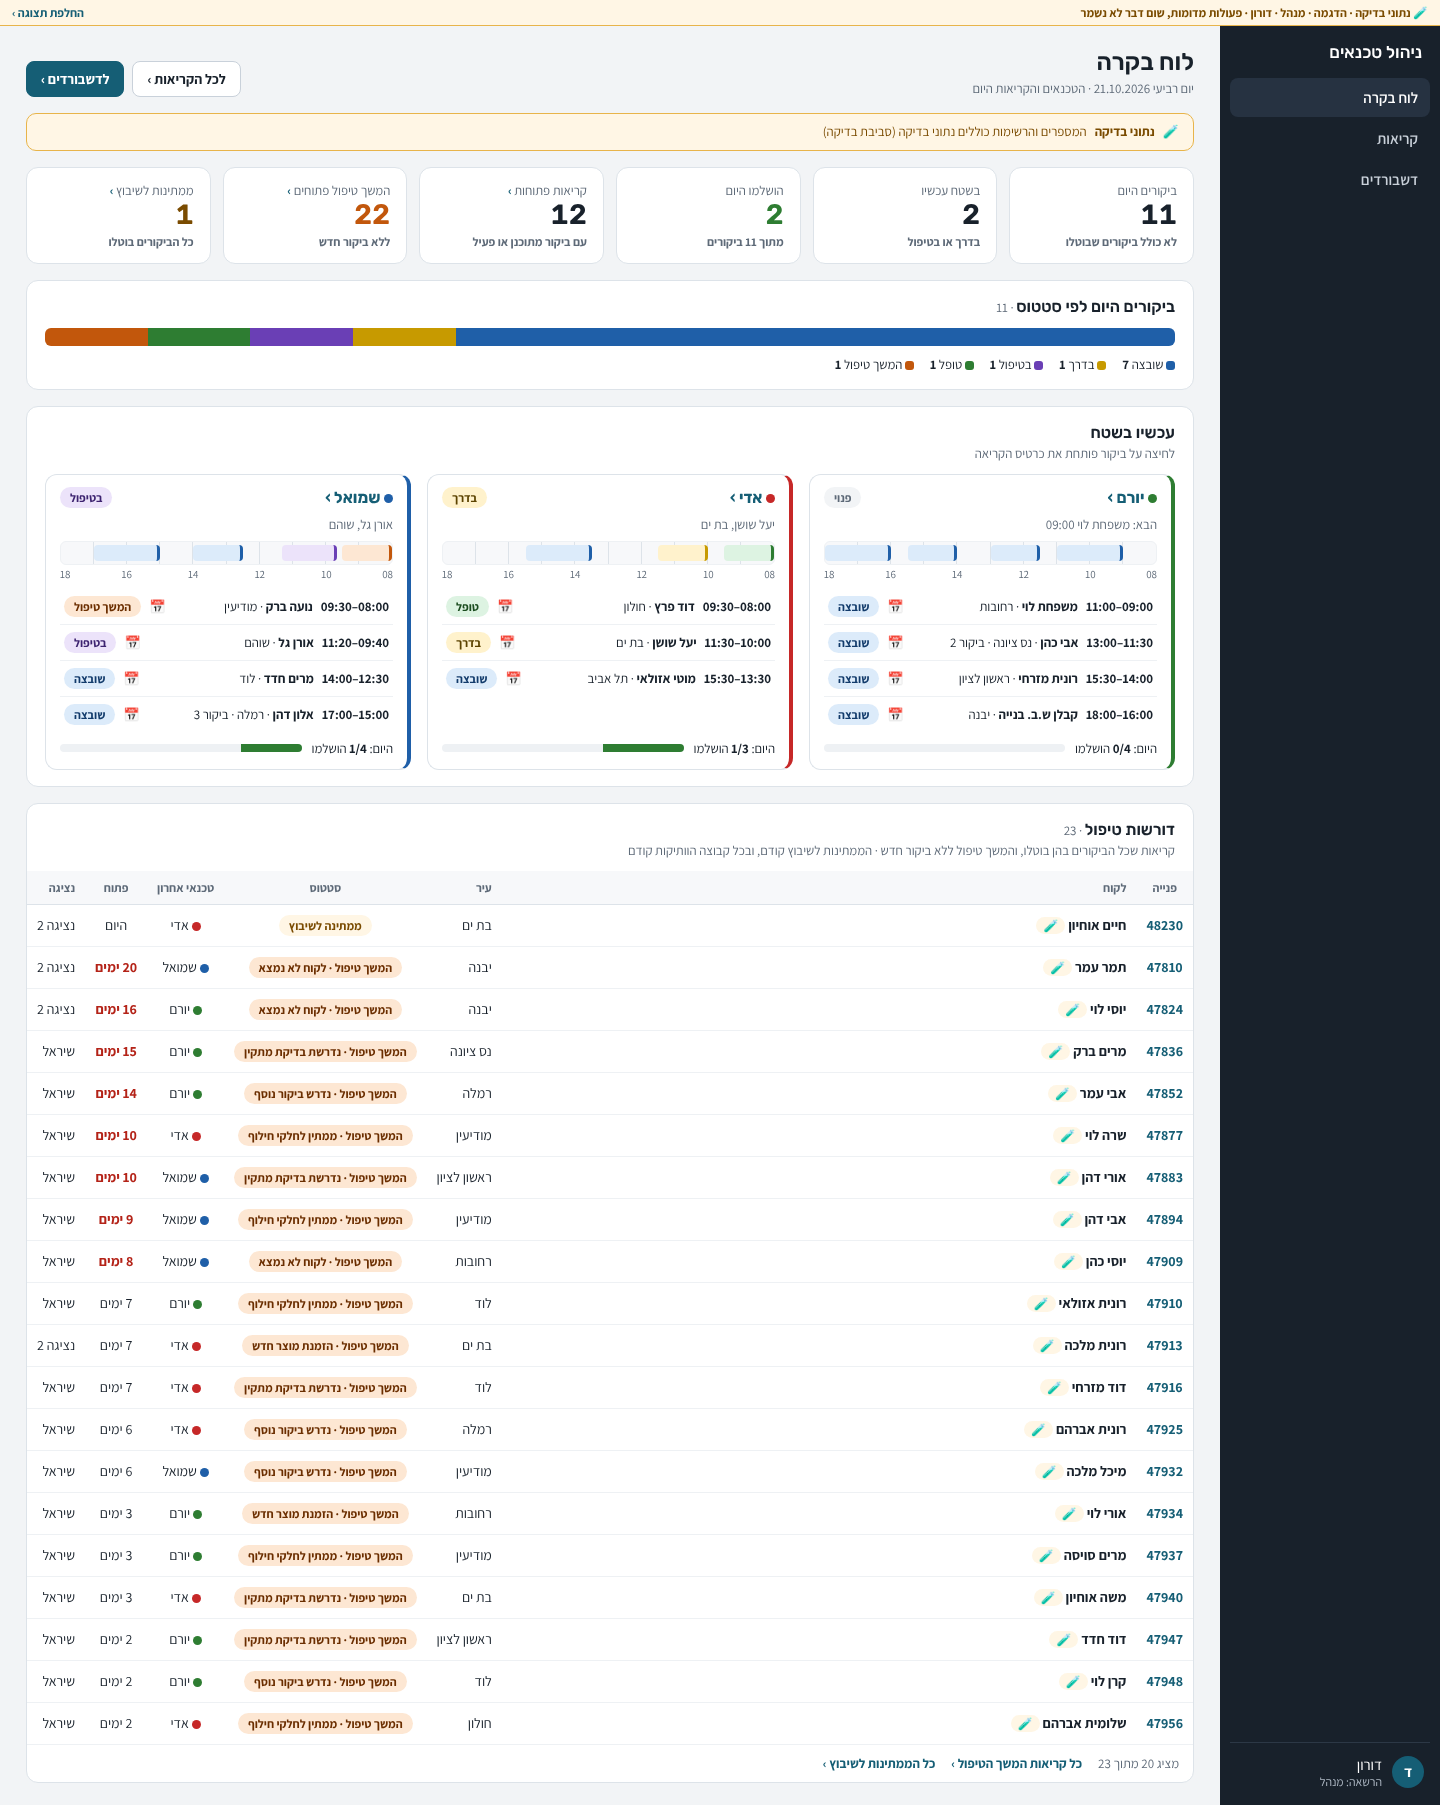 🧪 נתוני בדיקה · הדגמה · מנהל · דורון · פעולות מדומות, שום דבר לא נשמר
החלפת תצוגה ›
ניהול טכנאים
לוח בקרה
קריאות
דשבורדים
לוח בקרה
יום רביעי 21.10.2026 · הטכנאים והקריאות היום
לכל הקריאות ›
לדשבורדים ›
🧪 נתוני בדיקה המספרים והרשימות כוללים נתוני בדיקה (סביבת בדיקה)
ביקורים היום
11
לא כולל ביקורים שבוטלו
בשטח עכשיו
2
בדרך או בטיפול
הושלמו היום
2
מתוך 11 ביקורים
קריאות פתוחות ›
12
עם ביקור מתוכנן או פעיל
המשך טיפול פתוחים ›
22
ללא ביקור חדש
ממתינות לשיבוץ ›
1
כל הביקורים בוטלו
ביקורים היום לפי סטטוס · 11
שובצה 7 בדרך 1 בטיפול 1 טופל 1 המשך טיפול 1
עכשיו בשטח
לחיצה על ביקור פותחת את כרטיס הקריאה
יורם ›
פנוי
הבא: משפחת לוי 09:00
08 10 12 14 16 18
09:00–11:00 משפחת לוי · רחובות 📅 שובצה
11:30–13:00 אבי כהן · נס ציונה · ביקור 2 📅 שובצה
14:00–15:30 רונית מזרחי · ראשון לציון 📅 שובצה
16:00–18:00 קבלן ש.ב. בנייה · יבנה 📅 שובצה
היום: 0/4 הושלמו
אדי ›
בדרך
יעל שושן, בת ים
08 10 12 14 16 18
08:00–09:30 דוד פרץ · חולון 📅 טופל
10:00–11:30 יעל שושן · בת ים 📅 בדרך
13:30–15:30 מוטי אזולאי · תל אביב 📅 שובצה
היום: 1/3 הושלמו
שמואל ›
בטיפול
אורן גל, שוהם
08 10 12 14 16 18
08:00–09:30 נועה ברק · מודיעין 📅 המשך טיפול
09:40–11:20 אורן גל · שוהם 📅 בטיפול
12:30–14:00 מרים חדד · לוד 📅 שובצה
15:00–17:00 אלון דהן · רמלה · ביקור 3 📅 שובצה
היום: 1/4 הושלמו
דורשות טיפול · 23
קריאות שכל הביקורים בהן בוטלו, והמשך טיפול ללא ביקור חדש · הממתינות לשיבוץ קודם, ובכל קבוצה הוותיקות קודם
פנייה לקוח עיר סטטוס טכנאי אחרון פתוח נציגה
48230 חיים אוחיון 🧪 בת ים ממתינה לשיבוץ אדי היום נציגה 2
47810 תמר עמר 🧪 יבנה המשך טיפול · לקוח לא נמצא שמואל 20 ימים נציגה 2
47824 יוסי לוי 🧪 יבנה המשך טיפול · לקוח לא נמצא יורם 16 ימים נציגה 2
47836 מרים ברק 🧪 נס ציונה המשך טיפול · נדרשת בדיקת מתקין יורם 15 ימים שיראל
47852 אבי עמר 🧪 רמלה המשך טיפול · נדרש ביקור נוסף יורם 14 ימים שיראל
47877 שרה לוי 🧪 מודיעין המשך טיפול · ממתין לחלקי חילוף אדי 10 ימים שיראל
47883 אורי דהן 🧪 ראשון לציון המשך טיפול · נדרשת בדיקת מתקין שמואל 10 ימים שיראל
47894 אבי דהן 🧪 מודיעין המשך טיפול · ממתין לחלקי חילוף שמואל 9 ימים שיראל
47909 יוסי כהן 🧪 רחובות המשך טיפול · לקוח לא נמצא שמואל 8 ימים שיראל
47910 רונית אזולאי 🧪 לוד המשך טיפול · ממתין לחלקי חילוף יורם 7 ימים שיראל
47913 רונית מלכה 🧪 בת ים המשך טיפול · הזמנת מוצר חדש אדי 7 ימים נציגה 2
47916 דוד מזרחי 🧪 לוד המשך טיפול · נדרשת בדיקת מתקין אדי 7 ימים שיראל
47925 רונית אברהם 🧪 רמלה המשך טיפול · נדרש ביקור נוסף אדי 6 ימים שיראל
47932 מיכל מלכה 🧪 מודיעין המשך טיפול · נדרש ביקור נוסף שמואל 6 ימים שיראל
47934 אורי לוי 🧪 רחובות המשך טיפול · הזמנת מוצר חדש יורם 3 ימים שיראל
47937 מרים סויסה 🧪 מודיעין המשך טיפול · ממתין לחלקי חילוף יורם 3 ימים שיראל
47940 משה אוחיון 🧪 בת ים המשך טיפול · נדרשת בדיקת מתקין אדי 3 ימים שיראל
47947 דוד חדד 🧪 ראשון לציון המשך טיפול · נדרשת בדיקת מתקין יורם 2 ימים שיראל
47948 קרן לוי 🧪 לוד המשך טיפול · נדרש ביקור נוסף יורם 2 ימים שיראל
47956 שלומית אברהם 🧪 חולון המשך טיפול · ממתין לחלקי חילוף אדי 2 ימים שיראל
מציג 20 מתוך 23 כל קריאות המשך הטיפול › כל הממתינות לשיבוץ ›
ד
דורון
הרשאה: מנהל